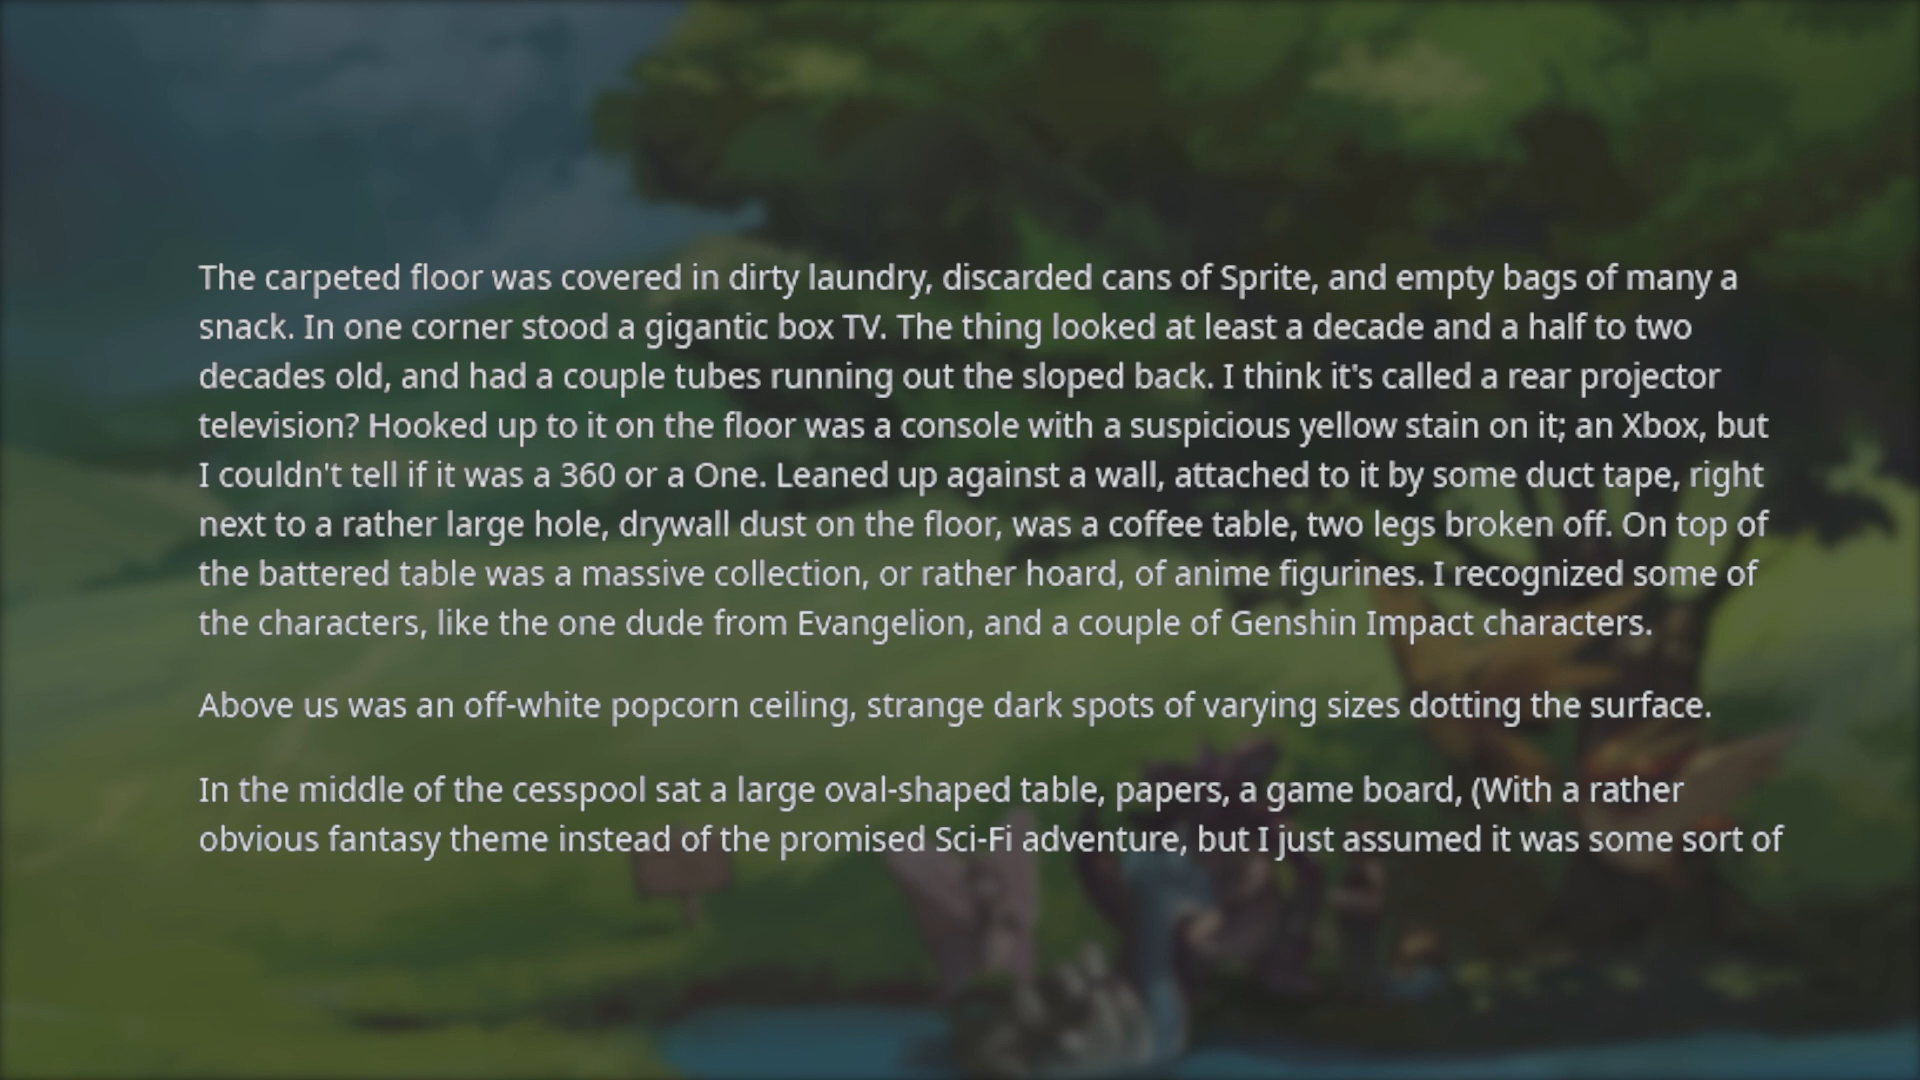 The carpeted floor was covered in dirty laundry, discarded cans of Sprite, and empty bags of many a
snack. In one corner stood a gigantic box TV. The thing looked at least a decade and a half to two
decades old, and had a couple tubes running out the sloped back. I think it's called a rear projector
television? Hooked up to it on the floor was a console with a suspicious yellow stain on it; an Xbox, but
I couldn't tell if it was a 360 or a One. Leaned up against a wall, attached to it by some duct tape, right
next to a rather large hole, drywall dust on the floor, was a coffee table, two legs broken off. On top of
the battered table was a massive collection, or rather hoard, of anime figurines. I recognized some of
the characters, like the one dude from Evangelion, and a couple of Genshin Impact characters.
Above us was an off-white popcorn ceiling, strange dark spots of varying sizes dotting the surface.
In the middle of the cesspool sat a large oval-shaped table, papers, a game board, (With a rather
obvious fantasy theme instead of the promised Sci-Fi adventure, but I just assumed it was some sort of